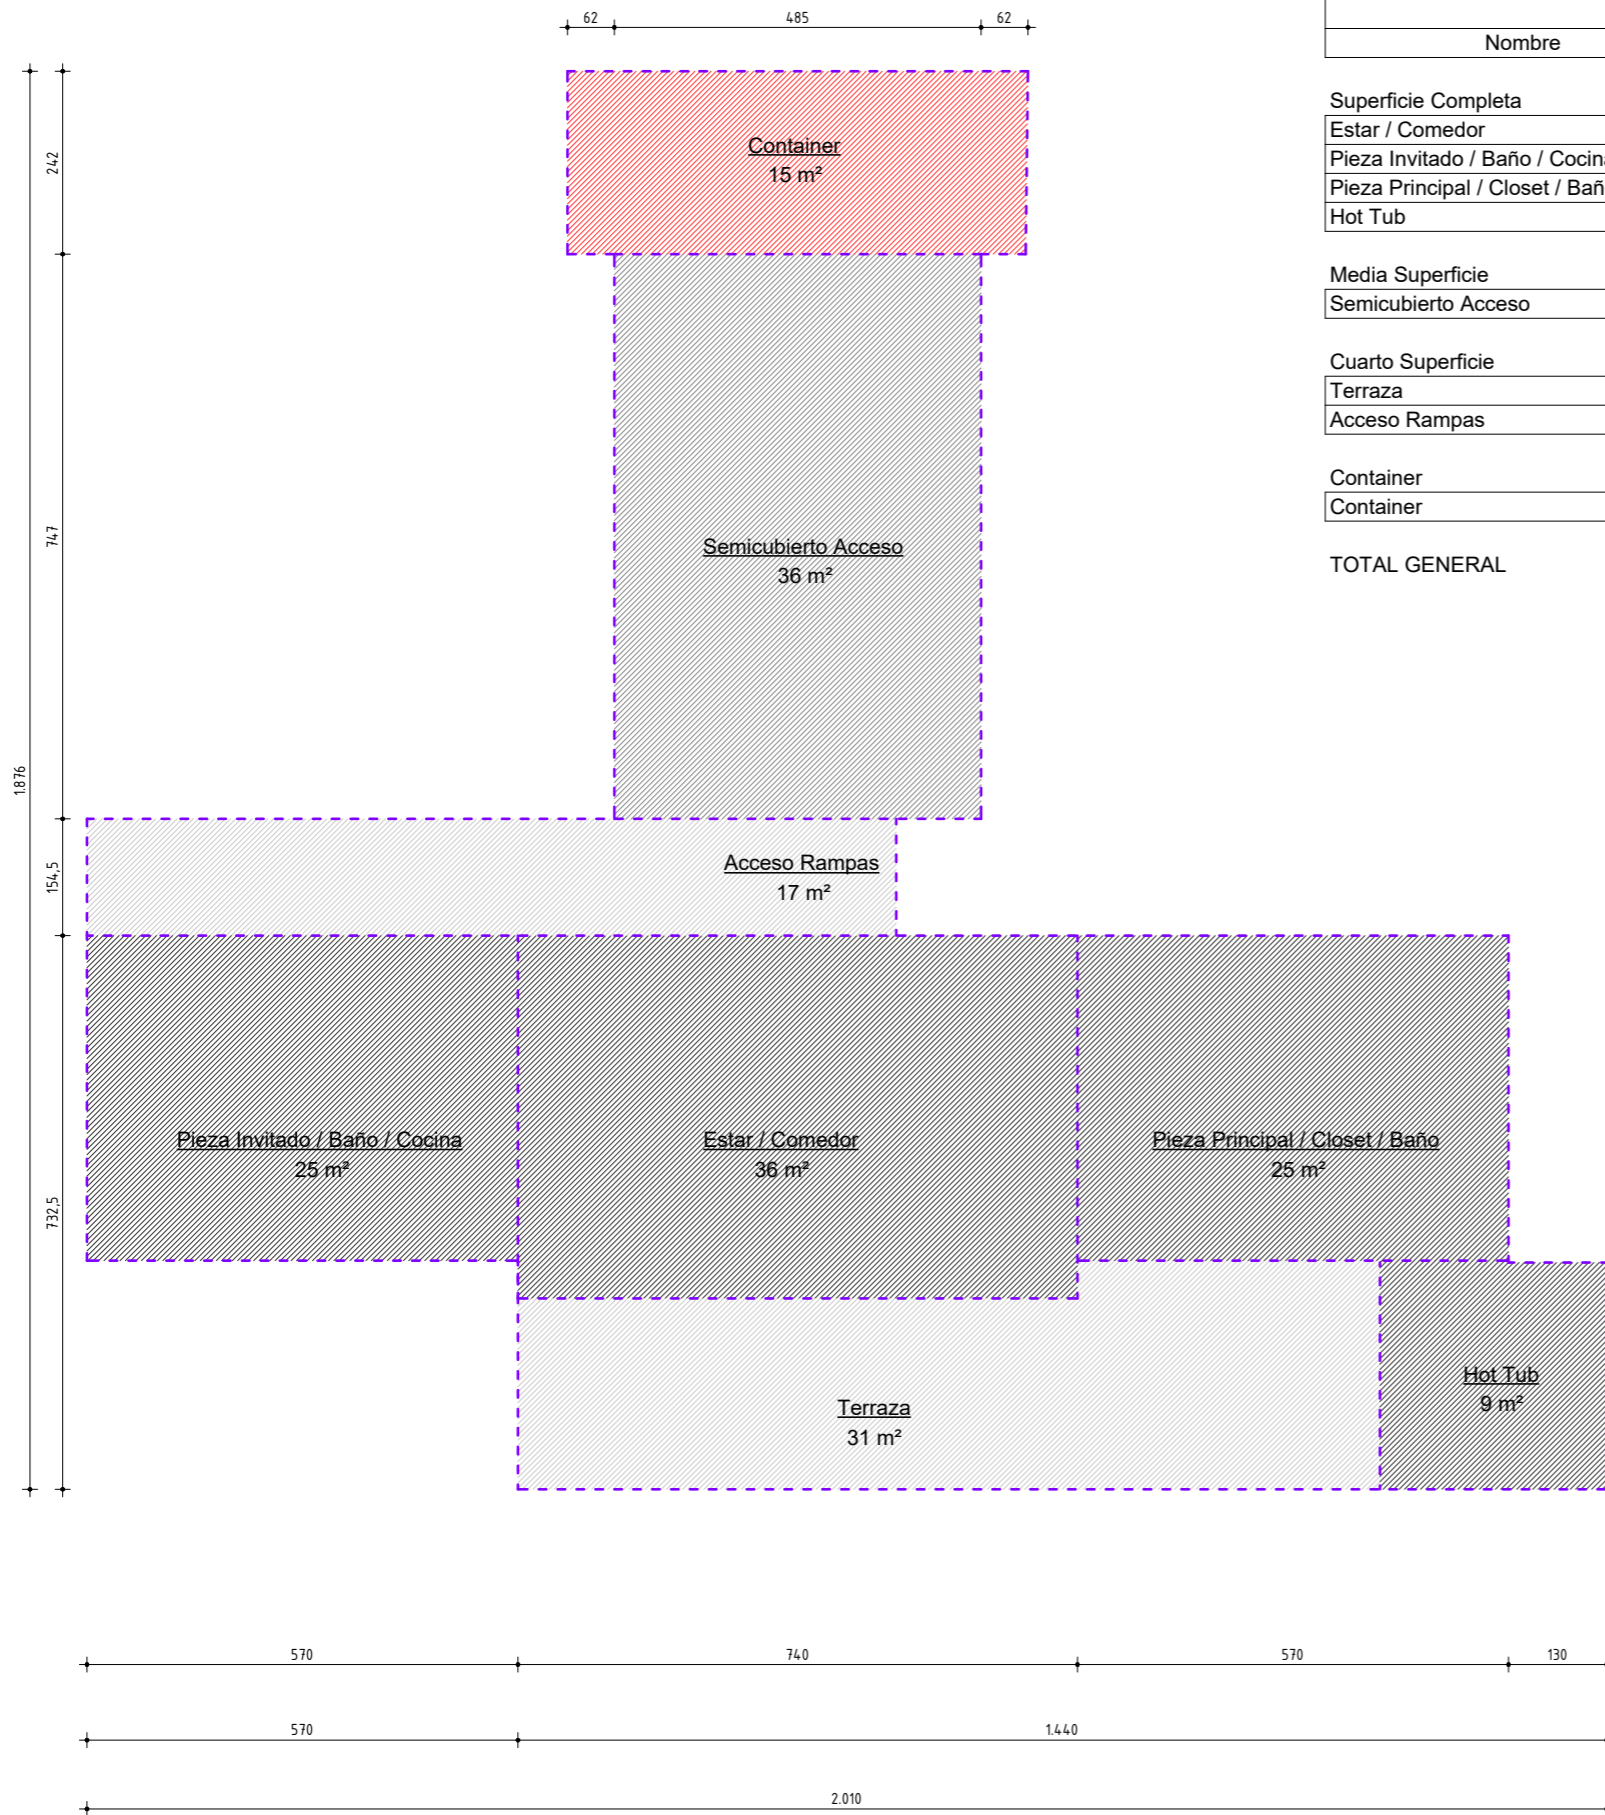 62 485 62
Nombre
Superficie Completa
Estar / Comedor
Pieza Invitado / Baño / Cocina
Pieza Principal / Closet / Bañ
Hot Tub
Media Superficie
Semicubierto Acceso
Cuarto Superficie
Terraza
Acceso Rampas
Container
Container
TOTAL GENERAL
242
Container
15 m²
747
Semicubierto Acceso
36 m²
1.876
154,5
Acceso Rampas
17 m²
Pieza Invitado / Baño / Cocina
25 m²
Estar / Comedor
36 m²
Pieza Principal / Closet / Baño
25 m²
732,5
Hot Tub
9 m²
Terraza
31 m²
570 740 570 130
570 1.440
2.010